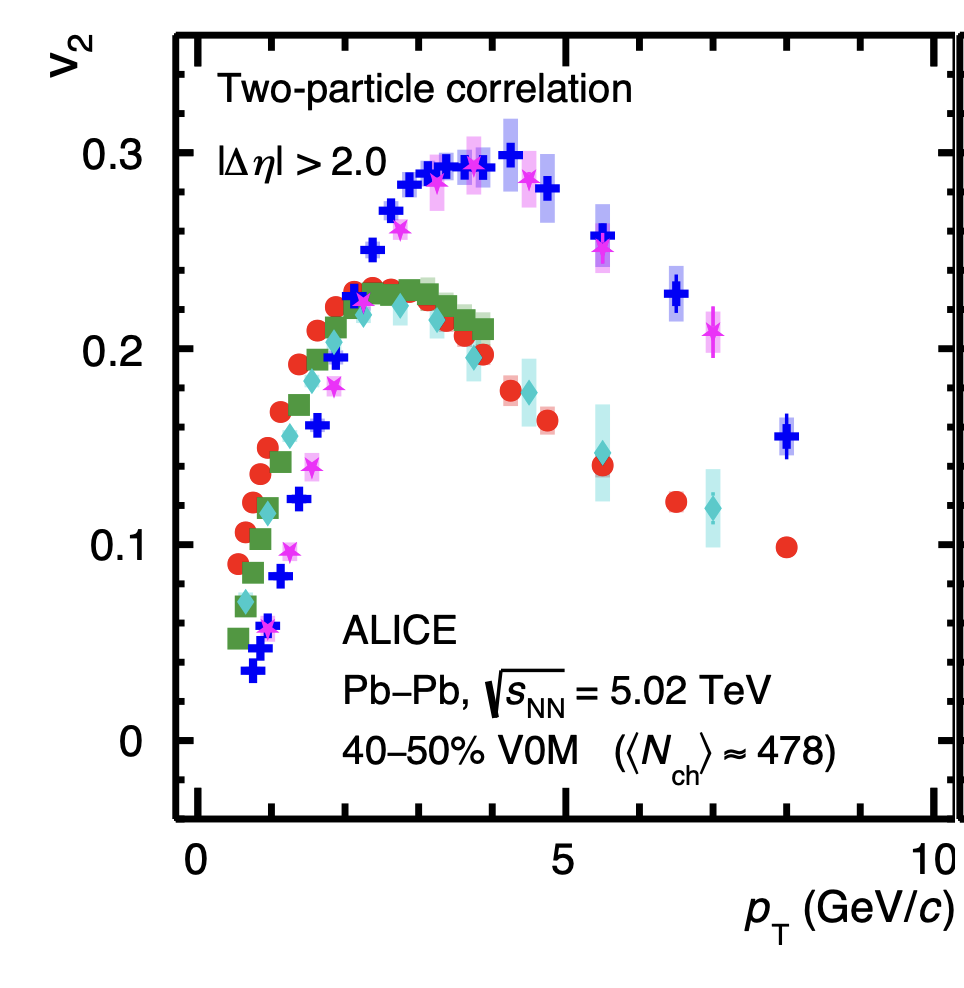 v2
Two-particle correlation
|Δη| > 2.0
0.3
0.2
0.1
0
ALICE
Pb–Pb, √sNN = 5.02 TeV
40–50% V0M (⟨Nch⟩ ≈ 478)
0 5 10
pT (GeV/c)